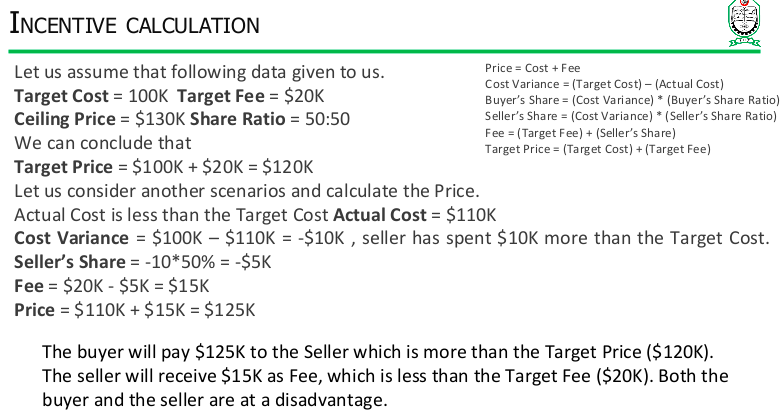 INCENTIVE CALCULATION
Let us assume that following data given to us.
Target Cost = 100K Target Fee = $20K
Ceiling Price = $130K Share Ratio = 50:50
We can conclude that
Target Price = $100K + $20K = $120K
Let us consider another scenarios and calculate the Price.
Actual Cost is less than the Target Cost Actual Cost = $110K
Cost Variance = $100K – $110K = -$10K , seller has spent $10K more than the Target Cost.
Seller’s Share = -10*50% = -$5K
Fee = $20K - $5K = $15K
Price = $110K + $15K = $125K
Price = Cost + Fee
Cost Variance = (Target Cost) – (Actual Cost)
Buyer’s Share = (Cost Variance) * (Buyer’s Share Ratio)
Seller’s Share = (Cost Variance) * (Seller’s Share Ratio)
Fee = (Target Fee) + (Seller’s Share)
Target Price = (Target Cost) + (Target Fee)
The buyer will pay $125K to the Seller which is more than the Target Price ($120K).
The seller will receive $15K as Fee, which is less than the Target Fee ($20K). Both the
buyer and the seller are at a disadvantage.